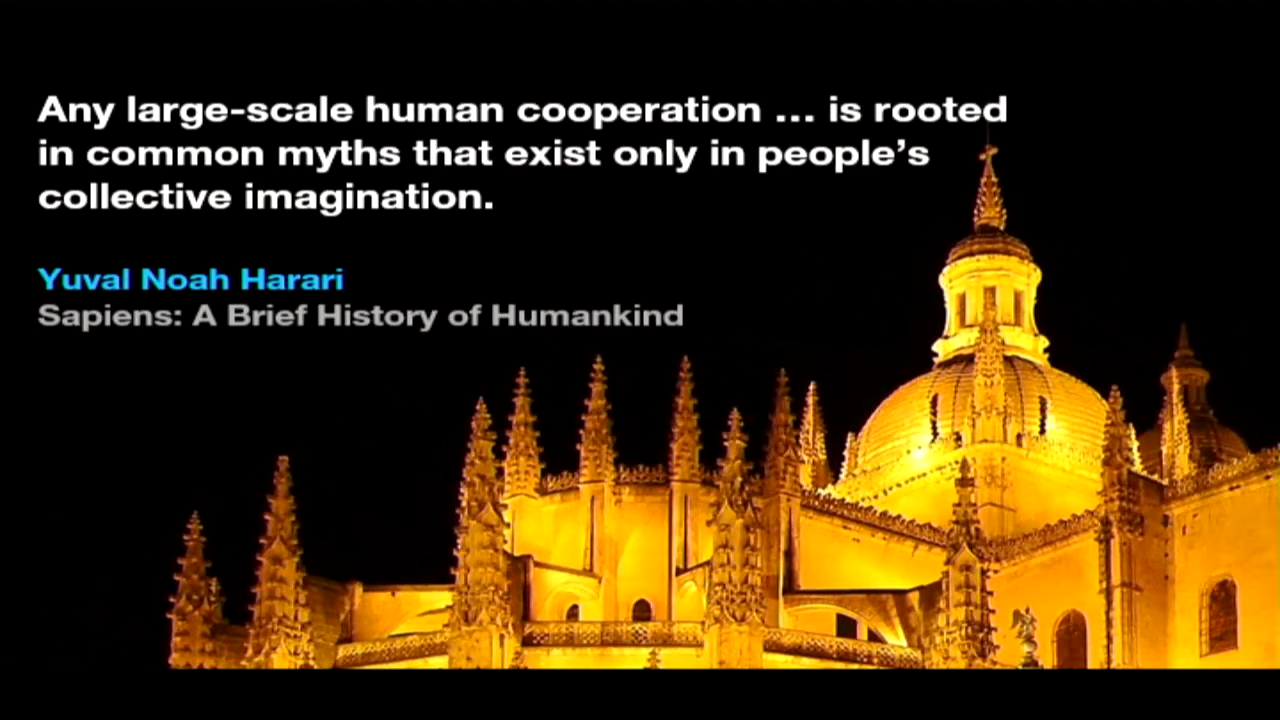 Any large-scale human cooperation ... is rooted
in common myths that exist only in people’s
collective imagination.
Yuval Noah Harari
Sapiens: A Brief History of Humankind